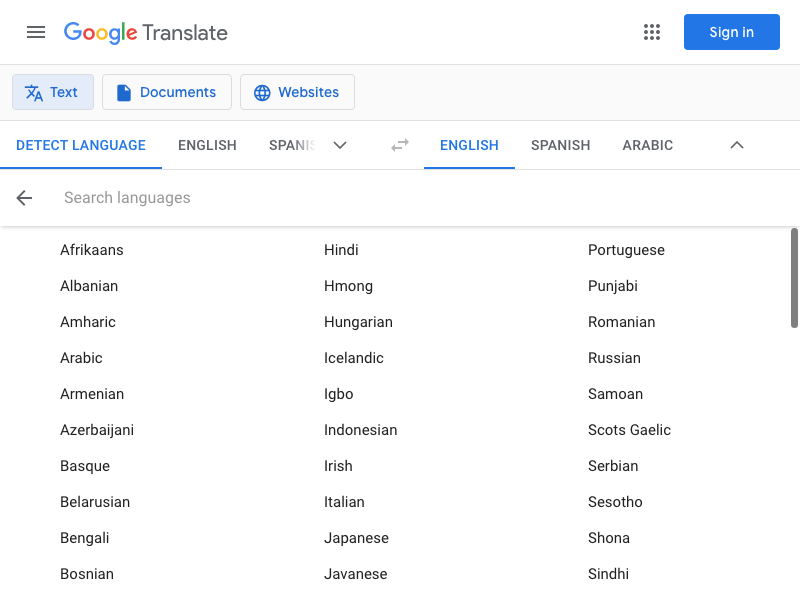 Google Translate
Sign in
Text Documents Websites
DETECT LANGUAGE ENGLISH SPANIS ENGLISH SPANISH ARABIC
Search languages
Afrikaans Hindi Portuguese
Albanian Hmong Punjabi
Amharic Hungarian Romanian
Arabic Icelandic Russian
Armenian Igbo Samoan
Azerbaijani Indonesian Scots Gaelic
Basque Irish Serbian
Belarusian Italian Sesotho
Bengali Japanese Shona
Bosnian Javanese Sindhi